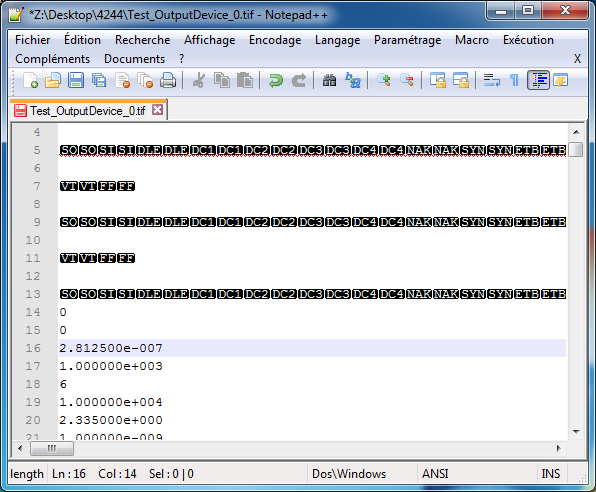 *Z:\Desktop\4244\Test_OutputDevice_0.tif - Notepad++
Fichier Édition Recherche Affichage Encodage Langage Paramétrage Macro Exécution
Compléments Documents ? X
Test_OutputDevice_0.tif
4
5 SO SO SI SI DLE DLE DC1 DC1 DC2 DC2 DC3 DC3 DC4 DC4 NAK NAK SYN SYN ETB ETB
6
7 VT VT FF FF
8
9 SO SO SI SI DLE DLE DC1 DC1 DC2 DC2 DC3 DC3 DC4 DC4 NAK NAK SYN SYN ETB ETB
10
11 VT VT FF FF
12
13 SO SO SI SI DLE DLE DC1 DC1 DC2 DC2 DC3 DC3 DC4 DC4 NAK NAK SYN SYN ETB ETB
14 0
15 0
16 2.812500e-007
17 1.000000e+003
18 6
19 1.000000e+004
20 2.335000e+000
21 1.000000e-009
length Ln : 16 Col : 14 Sel : 0 | 0 Dos\Windows ANSI INS